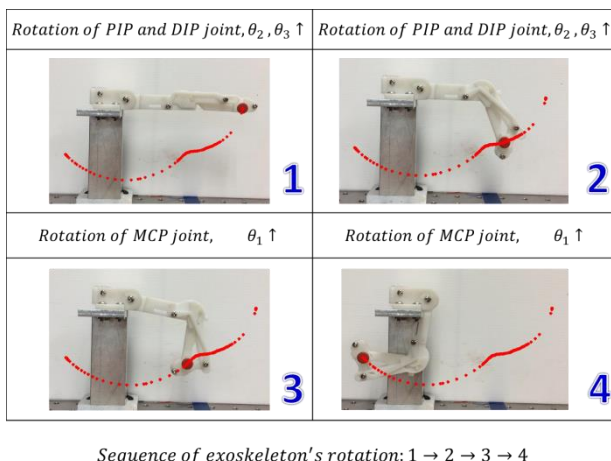 Rotation of PIP and DIP joint, θ₂ , θ₃ ↑
Rotation of PIP and DIP joint, θ₂ , θ₃ ↑
1
2
Rotation of MCP joint, θ₁ ↑
Rotation of MCP joint, θ₁ ↑
3
4
Sequence of exoskeleton's rotation: 1 → 2 → 3 → 4